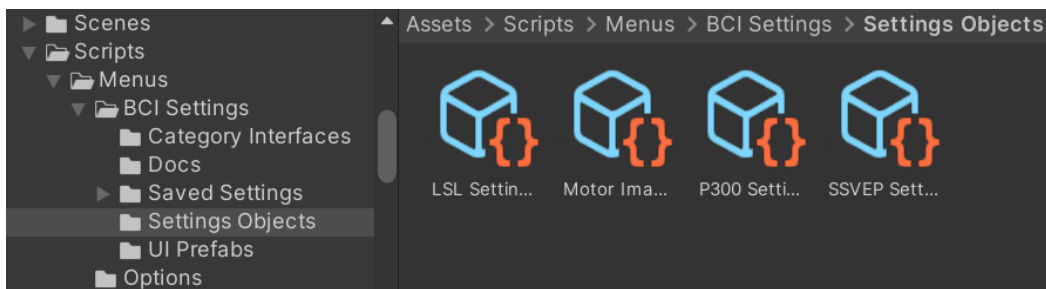 Scenes
Scripts
Menus
BCI Settings
Category Interfaces
Docs
Saved Settings
Settings Objects
UI Prefabs
Options
Assets > Scripts > Menus > BCI Settings > Settings Objects
LSL Settin...
Motor Ima...
P300 Setti...
SSVEP Sett...